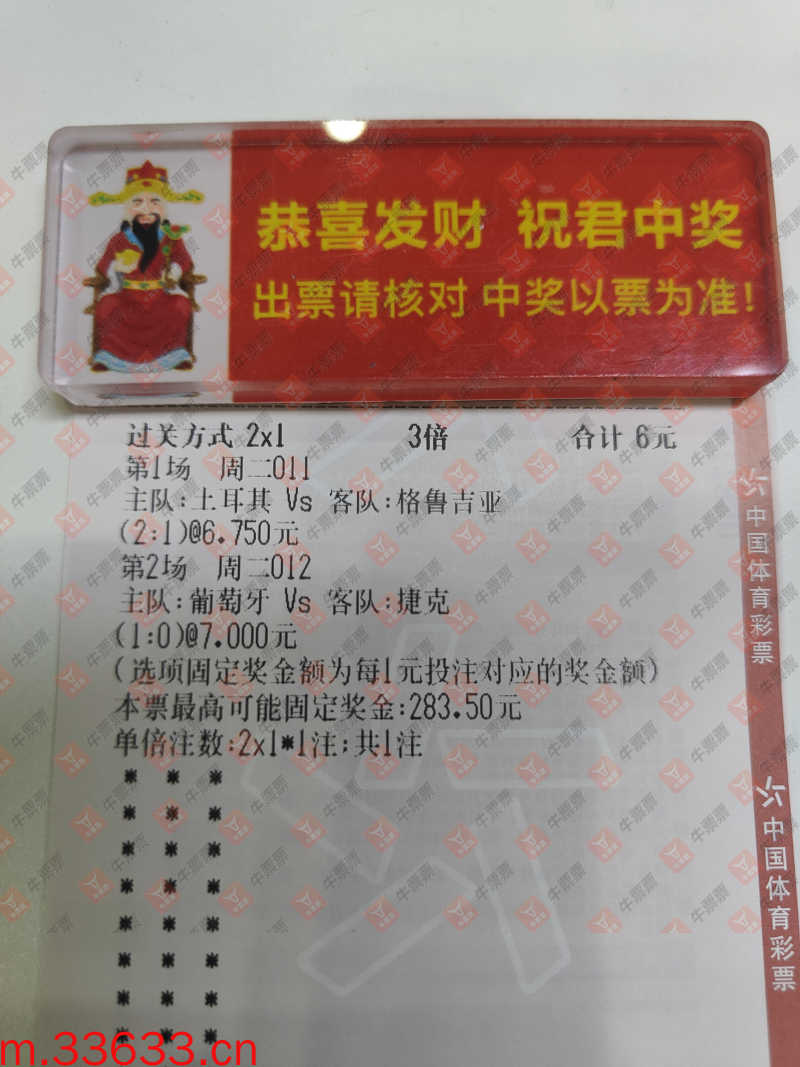 恭喜发财 祝君中奖
出票请核对 中奖以票为准!
过关方式 2x1 3倍 合计 6元
第1场 周二011
主队:土耳其 Vs 客队:格鲁吉亚
(2:1)@6.750元
第2场 周二012
主队:葡萄牙 Vs 客队:捷克
(1:0)@7.000元
(选项固定奖金额为每1元投注对应的奖金额)
本票最高可能固定奖金:283.50元
单倍注数:2x1*1注;共1注
* * *
* * *
* * *
* * *
* * *
* * *
* * *
* * *
中国体育彩票
中国体育彩票
牛票票
m.33633.cn